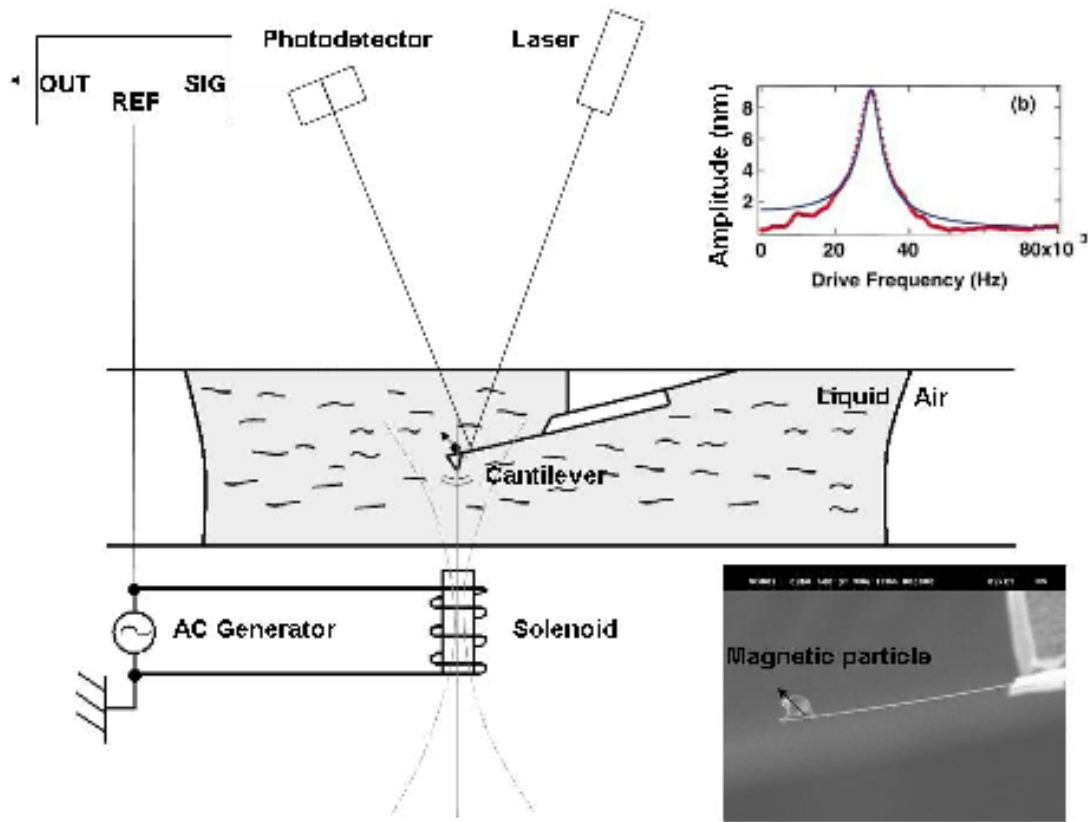 Photodetector
Laser
OUT
REF
SIG
(b)
Amplitude (nm)
8
6
4
2
0
20
40
80x10³
Drive Frequency (Hz)
Liquid
Air
Cantilever
AC Generator
Solenoid
Magnetic particle